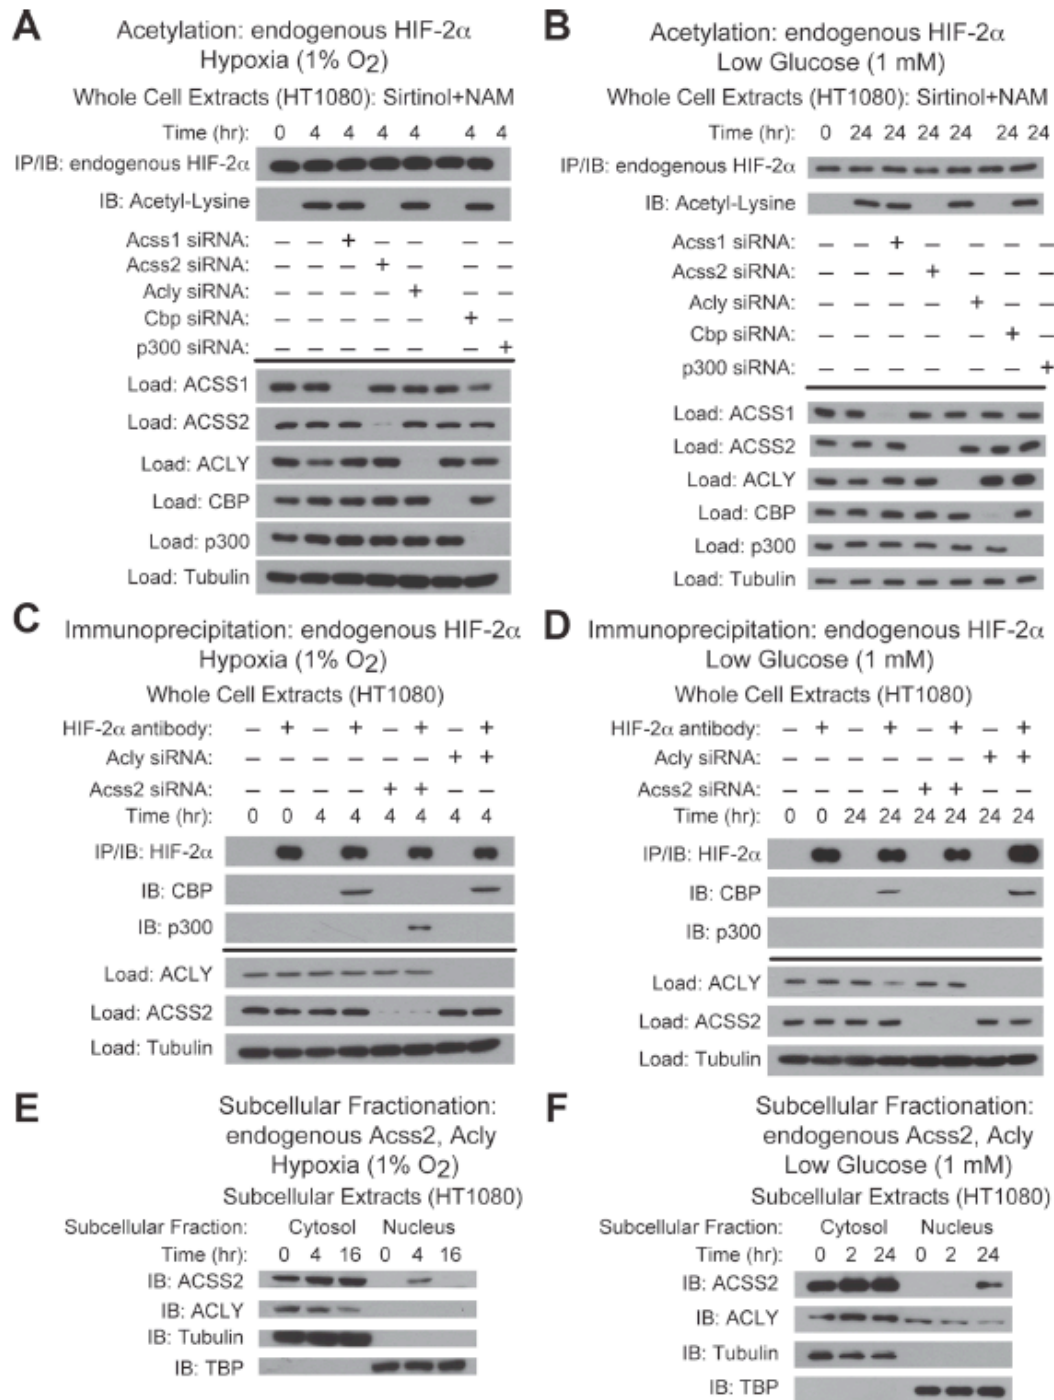 A
Acetylation: endogenous HIF-2α
Hypoxia (1% O2)
Whole Cell Extracts (HT1080): Sirtinol+NAM
Time (hr): 0 4 4 4 4 4 4
IP/IB: endogenous HIF-2α
IB: Acetyl-Lysine
Acss1 siRNA: – – + – – – –
Acss2 siRNA: – – – + – – –
Acly siRNA: – – – – + – –
Cbp siRNA: – – – – – + –
p300 siRNA: – – – – – – +
Load: ACSS1
Load: ACSS2
Load: ACLY
Load: CBP
Load: p300
Load: Tubulin
B
Acetylation: endogenous HIF-2α
Low Glucose (1 mM)
Whole Cell Extracts (HT1080): Sirtinol+NAM
Time (hr): 0 24 24 24 24 24 24
IP/IB: endogenous HIF-2α
IB: Acetyl-Lysine
Acss1 siRNA: – – + – – – –
Acss2 siRNA: – – – + – – –
Acly siRNA: – – – – + – –
Cbp siRNA: – – – – – + –
p300 siRNA: – – – – – – +
Load: ACSS1
Load: ACSS2
Load: ACLY
Load: CBP
Load: p300
Load: Tubulin
C
Immunoprecipitation: endogenous HIF-2α
Hypoxia (1% O2)
Whole Cell Extracts (HT1080)
HIF-2α antibody: – + – + – + – +
Acly siRNA: – – – – – – + +
Acss2 siRNA: – – – – + + – –
Time (hr): 0 0 4 4 4 4 4 4
IP/IB: HIF-2α
IB: CBP
IB: p300
Load: ACLY
Load: ACSS2
Load: Tubulin
D
Immunoprecipitation: endogenous HIF-2α
Low Glucose (1 mM)
Whole Cell Extracts (HT1080)
HIF-2α antibody: – + – + – + – +
Acly siRNA: – – – – – – + +
Acss2 siRNA: – – – – + + – –
Time (hr): 0 0 24 24 24 24 24 24
IP/IB: HIF-2α
IB: CBP
IB: p300
Load: ACLY
Load: ACSS2
Load: Tubulin
E
Subcellular Fractionation:
endogenous Acss2, Acly
Hypoxia (1% O2)
Subcellular Extracts (HT1080)
Subcellular Fraction: Cytosol Nucleus
Time (hr): 0 4 16 0 4 16
IB: ACSS2
IB: ACLY
IB: Tubulin
IB: TBP
F
Subcellular Fractionation:
endogenous Acss2, Acly
Low Glucose (1 mM)
Subcellular Extracts (HT1080)
Subcellular Fraction: Cytosol Nucleus
Time (hr): 0 2 24 0 2 24
IB: ACSS2
IB: ACLY
IB: Tubulin
IB: TBP